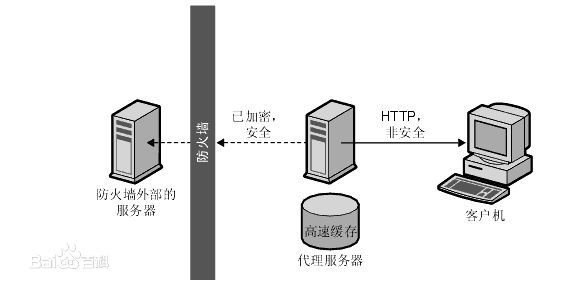 防火墙
已加密，
安全
HTTP，
非安全
防火墙外部的
服务器
高速缓存
代理服务器
客户机
Baidu百科